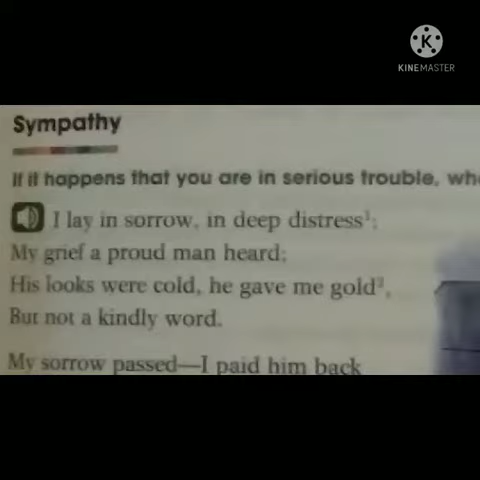 K
KINEMASTER
Sympathy
If it happens that you are in serious trouble, who
I lay in sorrow, in deep distress¹;
My grief a proud man heard;
His looks were cold, he gave me gold²,
But not a kindly word.
My sorrow passed—I paid him back